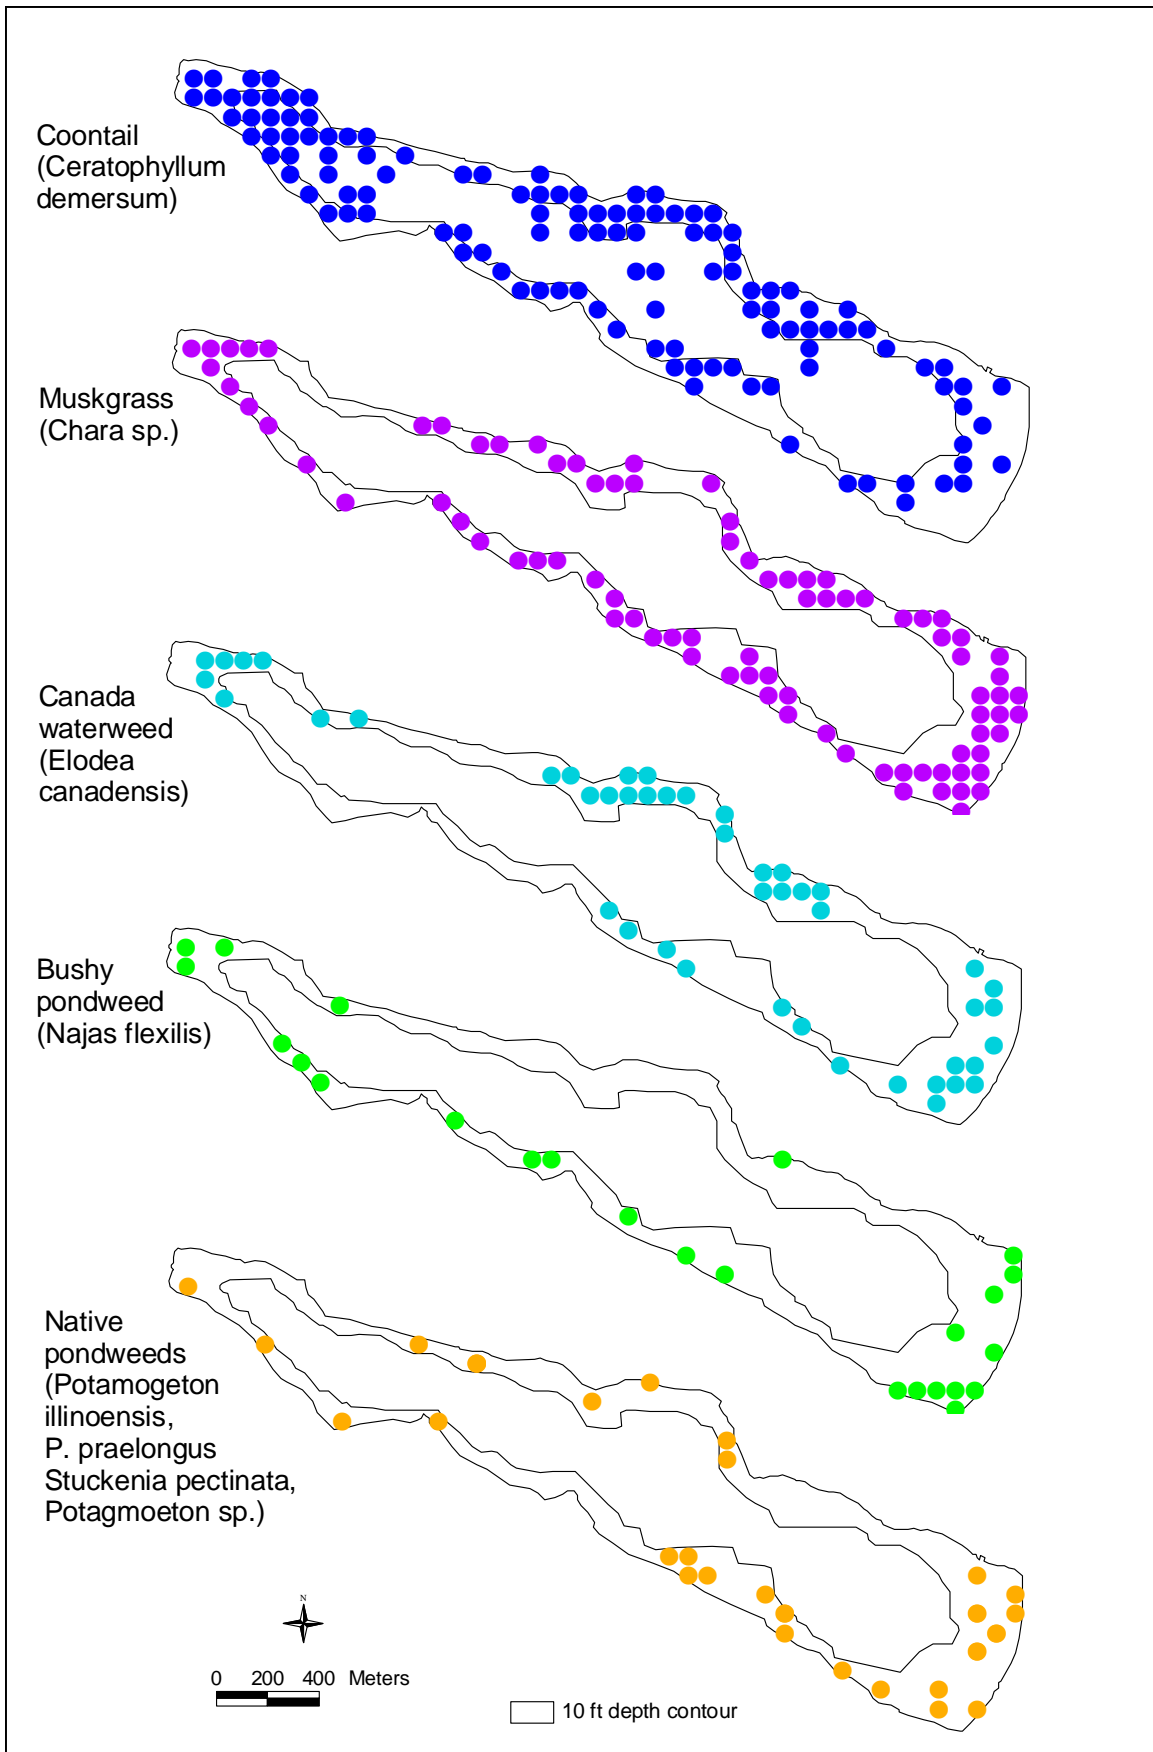 Coontail
(Ceratophyllum
demersum)
Muskgrass
(Chara sp.)
Canada
waterweed
(Elodea
canadensis)
Bushy
pondweed
(Najas flexilis)
Native
pondweeds
(Potamogeton
illinoensis,
P. praelongus
Stuckenia pectinata,
Potagmoeton sp.)
N
0 200 400 Meters
10 ft depth contour